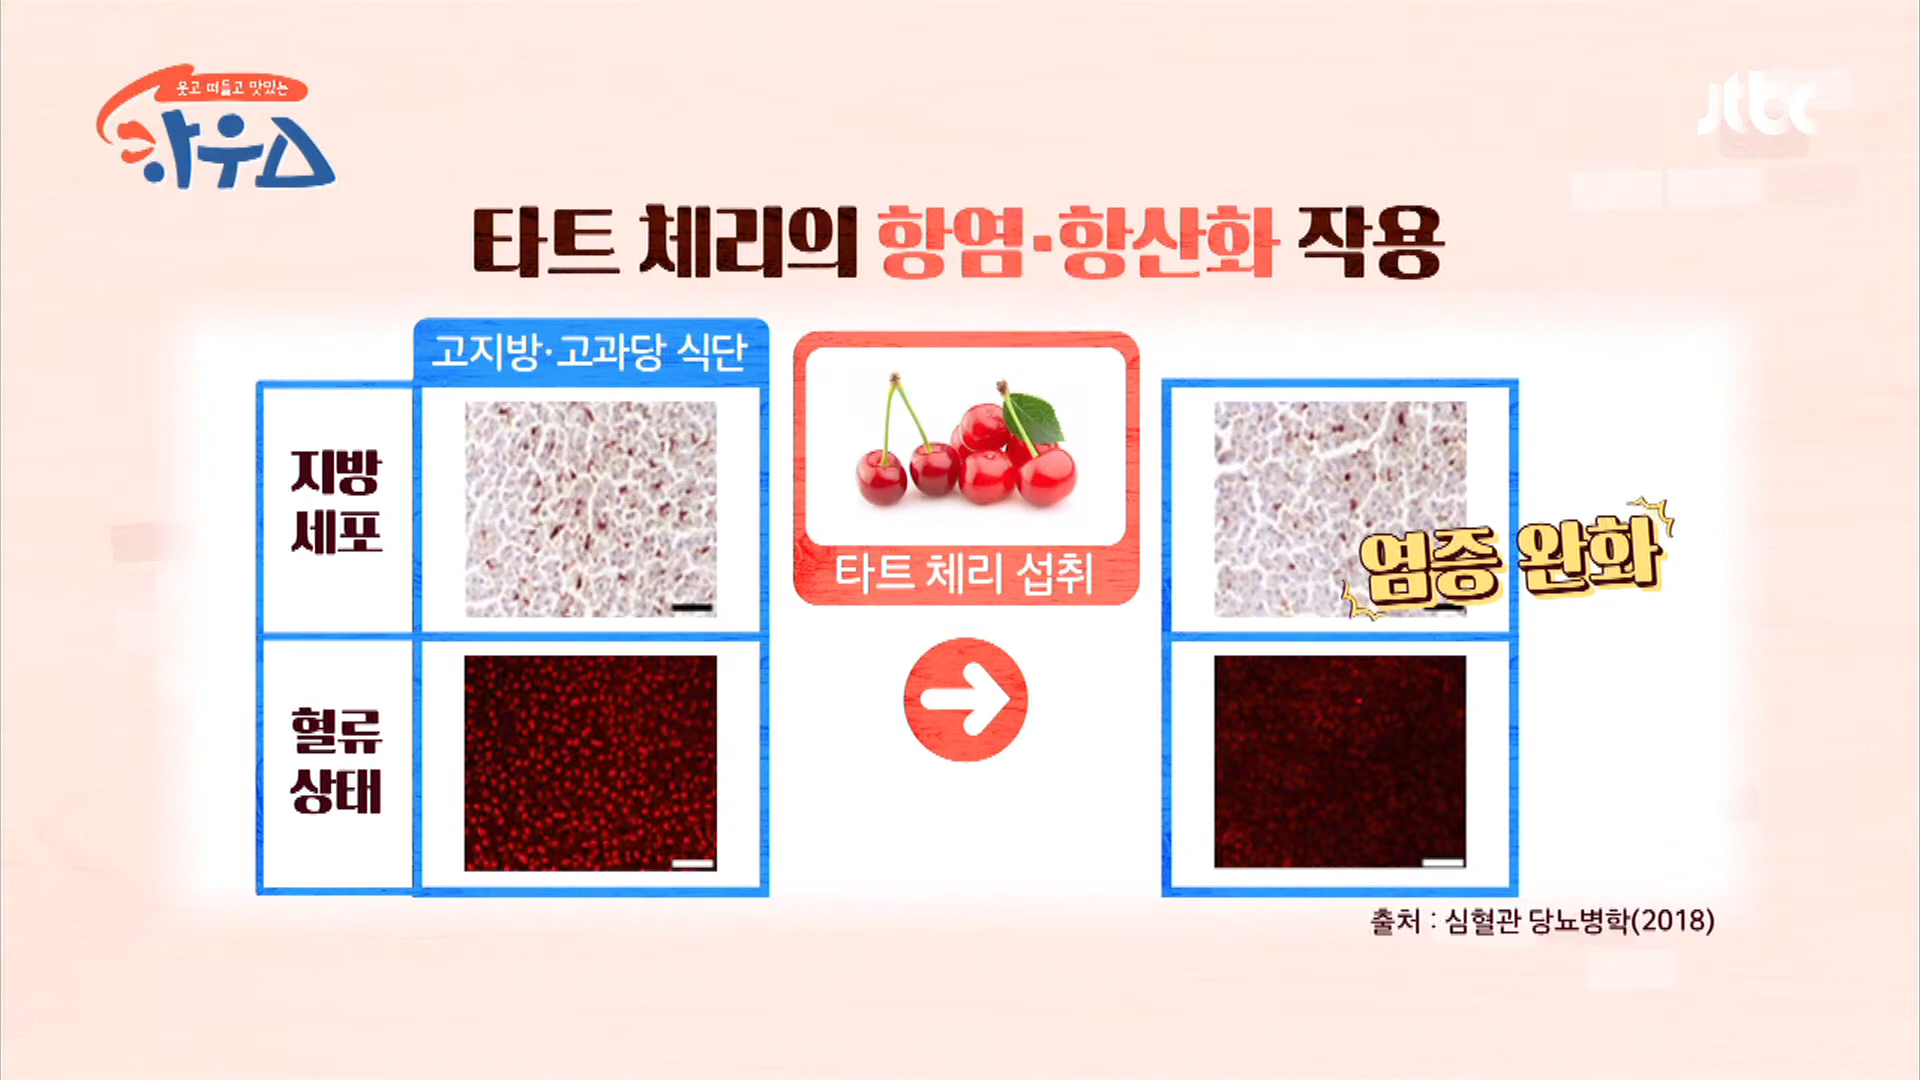 웃고 떠들고 맛있는
하우스
jtbc
타트 체리의 항염·항산화 작용
고지방·고과당 식단
지방
세포
타트 체리 섭취
염증 완화
혈류
상태
출처 : 심혈관 당뇨병학(2018)